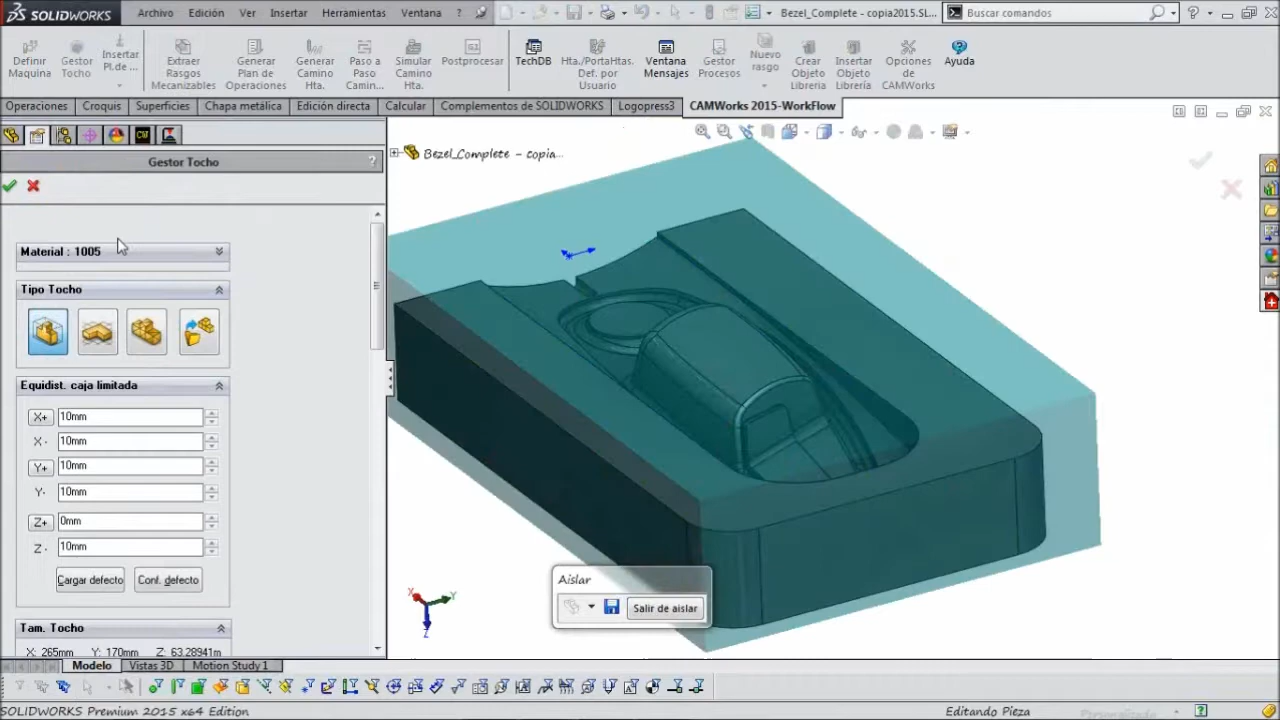 SOLIDWORKS Archivo Edición Ver Insertar Herramientas Ventana ? Bezel_Complete - copia2015.SL... Buscar comandos ?
Definir Maquina
Gestor Tocho
Insertar Pl.de ...
Extraer Rasgos Mecanizables
Generar Plan de Operaciones
Generar Camino Hta.
Paso a Paso Camin...
Simular Camino Hta.
Postprocesar
TechDB
Hta./PortaHtas. Def. por Usuario
Ventana Mensajes
Gestor Procesos
Nuevo rasgo
Crear Objeto Libreria
Insertar Objeto Libreria
Opciones de CAMWorks
Ayuda
Operaciones Croquis Superficies Chapa metálica Edición directa Calcular Complementos de SOLIDWORKS Logopress3 CAMWorks 2015-WorkFlow
Gestor Tocho ?
Bezel_Complete - copia...
Material : 1005
Tipo Tocho
Equidist. caja limitada
X+ 10mm
X- 10mm
Y+ 10mm
Y- 10mm
Z+ 0mm
Z- 10mm
Cargar defecto Conf. defecto
Tam. Tocho
X: 265mm Y: 170mm Z: 63.28941m
Aislar
Salir de aislar
X Y
Z
Modelo Vistas 3D Motion Study 1
SOLIDWORKS Premium 2015 x64 Edition Editando Pieza Personalizado